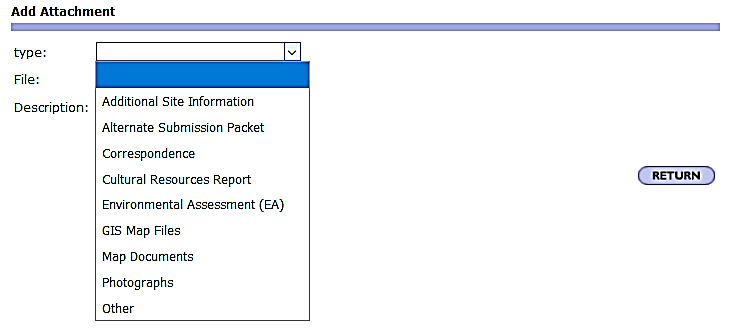 Add Attachment
type:
File:
Description:
Additional Site Information
Alternate Submission Packet
Correspondence
Cultural Resources Report
Environmental Assessment (EA)
GIS Map Files
Map Documents
Photographs
Other
RETURN